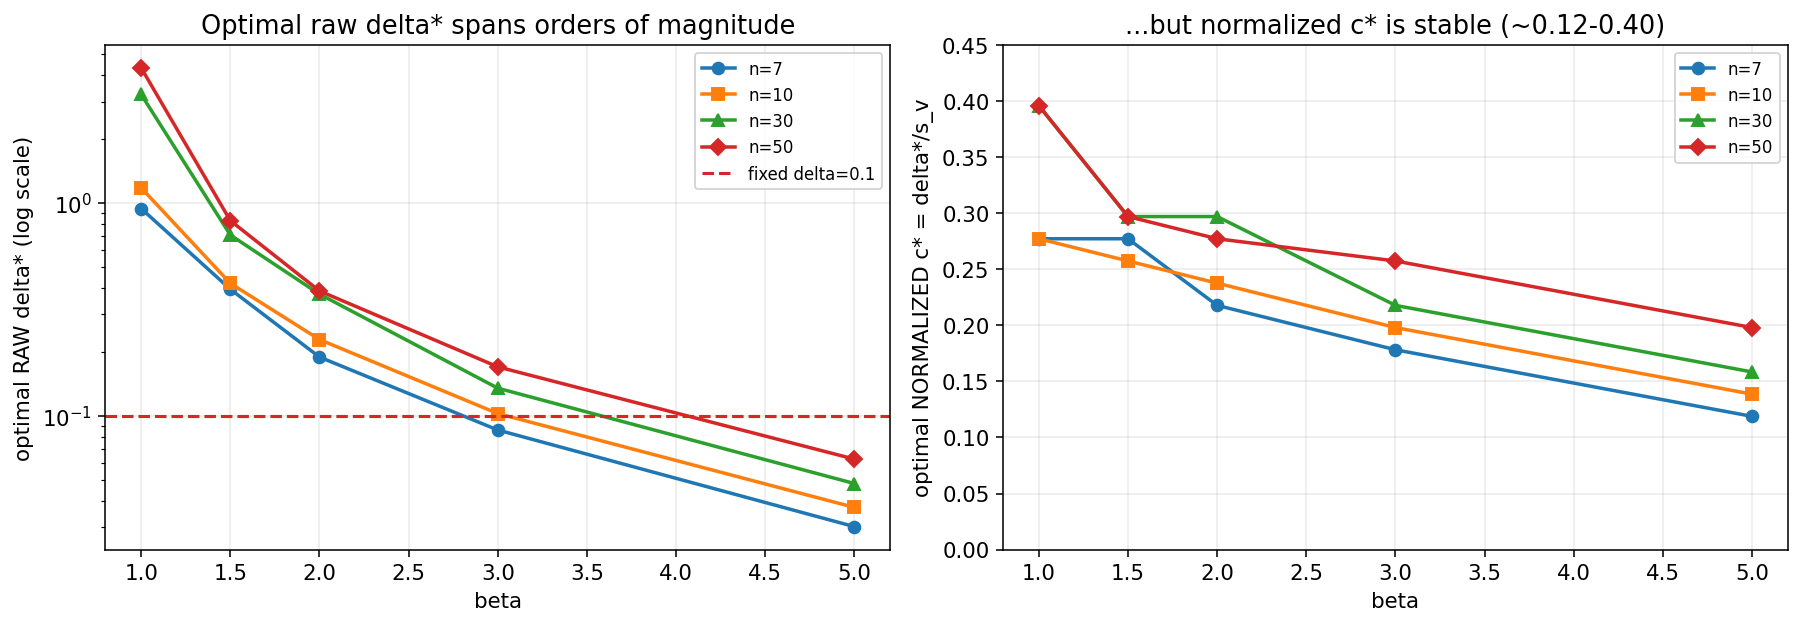 Optimal raw delta* spans orders of magnitude
optimal RAW delta* (log scale)
10⁰
10⁻¹
n=7
n=10
n=30
n=50
fixed delta=0.1
1.0 1.5 2.0 2.5 3.0 3.5 4.0 4.5 5.0
beta
...but normalized c* is stable (~0.12-0.40)
optimal NORMALIZED c* = delta*/s_v
0.45
0.40
0.35
0.30
0.25
0.20
0.15
0.10
0.05
0.00
n=7
n=10
n=30
n=50
1.0 1.5 2.0 2.5 3.0 3.5 4.0 4.5 5.0
beta